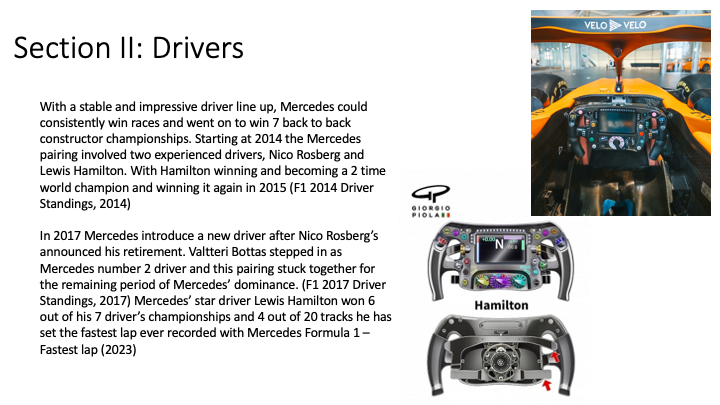 Section II: Drivers
VELO VELO
With a stable and impressive driver line up, Mercedes could
consistently win races and went on to win 7 back to back
constructor championships. Starting at 2014 the Mercedes
pairing involved two experienced drivers, Nico Rosberg and
Lewis Hamilton. With Hamilton winning and becoming a 2 time
world champion and winning it again in 2015 (F1 2014 Driver
Standings, 2014)
In 2017 Mercedes introduce a new driver after Nico Rosberg's
announced his retirement. Valtteri Bottas stepped in as
Mercedes number 2 driver and this pairing stuck together for
the remaining period of Mercedes' dominance. (F1 2017 Driver
Standings, 2017) Mercedes' star driver Lewis Hamilton won 6
out of his 7 driver's championships and 4 out of 20 tracks he has
set the fastest lap ever recorded with Mercedes Formula 1 –
Fastest lap (2023)
GIORGIO
PIOLA
+0.00
N
Hamilton